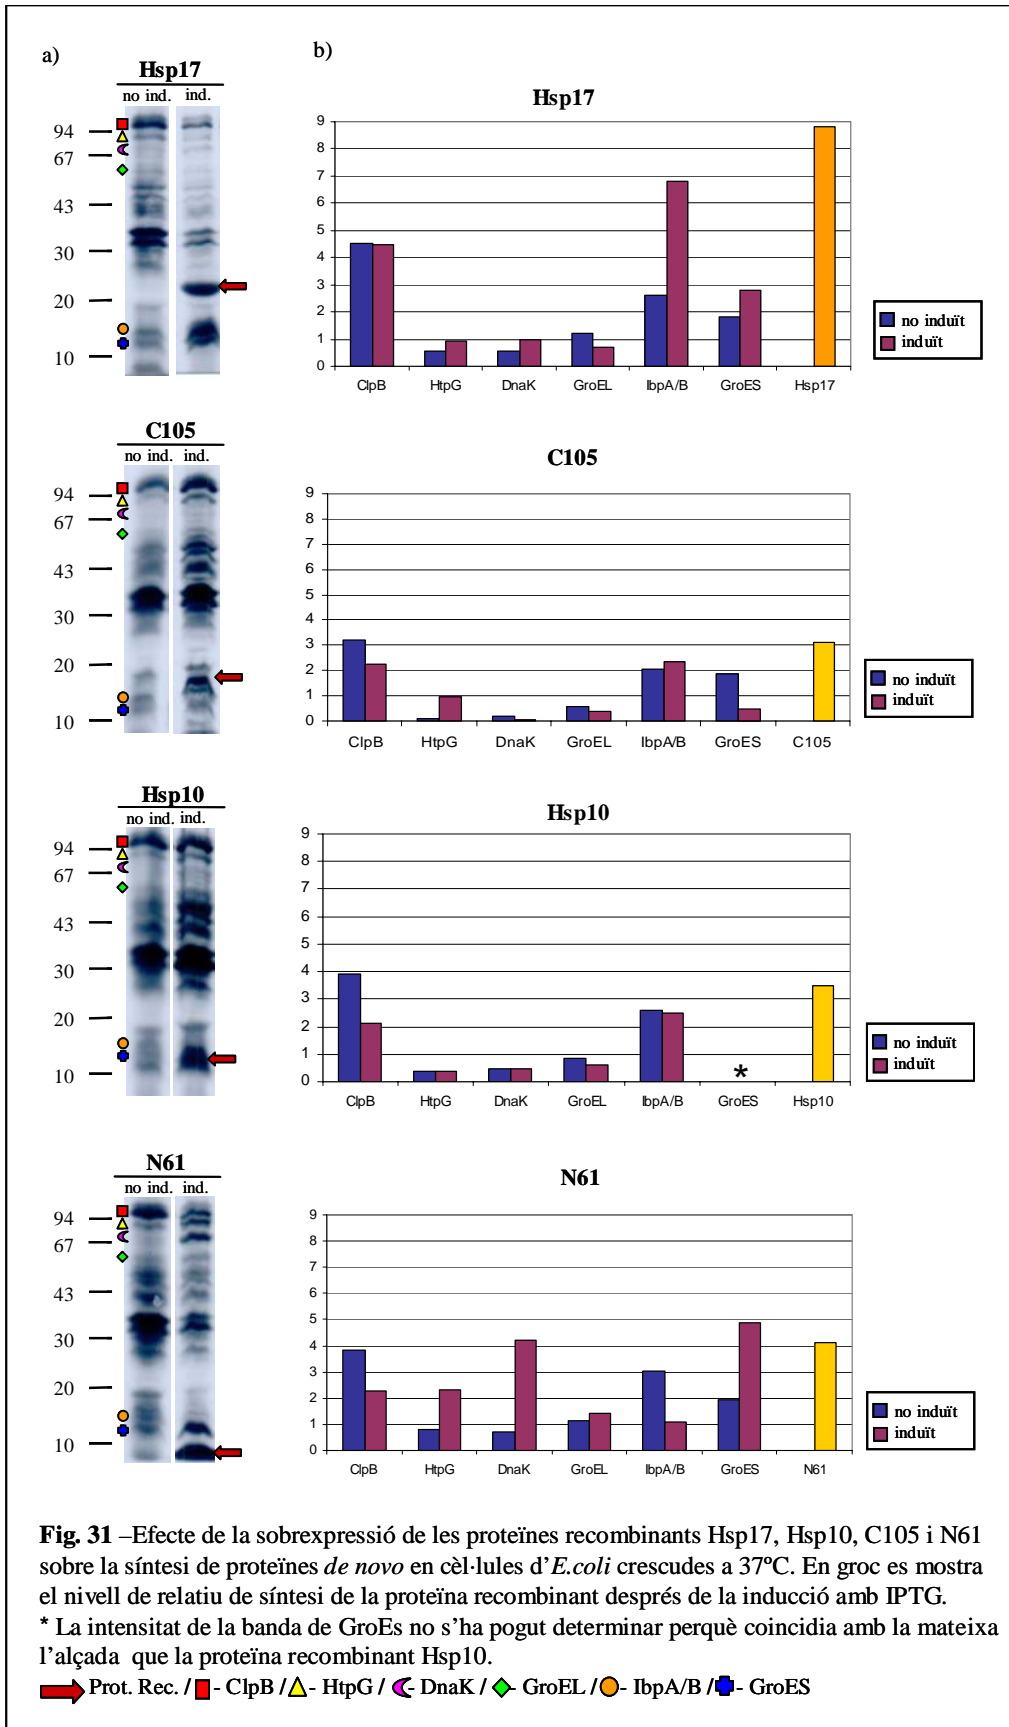 a)
b)
Hsp17
no ind. ind.
94
67
43
30
20
10
Hsp17
9
8
7
6
5
4
3
2
1
0
ClpB HtpG DnaK GroEL IbpA/B GroES Hsp17
no induït
induït
C105
no ind. ind.
94
67
43
30
20
10
C105
9
8
7
6
5
4
3
2
1
0
ClpB HtpG DnaK GroEL IbpA/B GroES C105
no induït
induït
Hsp10
no ind. ind.
94
67
43
30
20
10
Hsp10
9
8
7
6
5
4
3
2
1
0
*
ClpB HtpG DnaK GroEL IbpA/B GroES Hsp10
no induït
induït
N61
no ind. ind.
94
67
43
30
20
10
N61
9
8
7
6
5
4
3
2
1
0
ClpB HtpG DnaK GroEL IbpA/B GroES N61
no induït
induït
Fig. 31 –Efecte de la sobrexpressió de les proteïnes recombinants Hsp17, Hsp10, C105 i N61
sobre la síntesi de proteïnes de novo en cèl·lules d’E.coli crescudes a 37ºC. En groc es mostra
el nivell de relatiu de síntesi de la proteïna recombinant després de la inducció amb IPTG.
* La intensitat de la banda de GroEs no s’ha pogut determinar perquè coincidia amb la mateixa
l’alçada que la proteïna recombinant Hsp10.
Prot. Rec. / - ClpB / - HtpG / - DnaK / - GroEL / - IbpA/B / - GroES